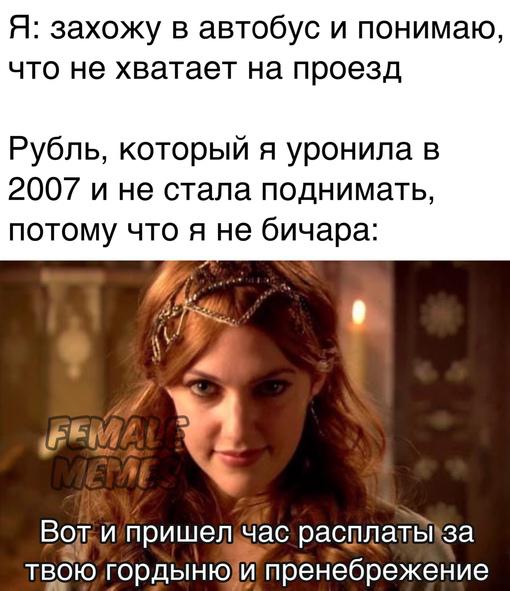 Я: захожу в автобус и понимаю,
что не хватает на проезд
Рубль, который я уронила в
2007 и не стала поднимать,
потому что я не бичара:
FEMALE
MEMES
Вот и пришел час расплаты за
твою гордыню и пренебрежение